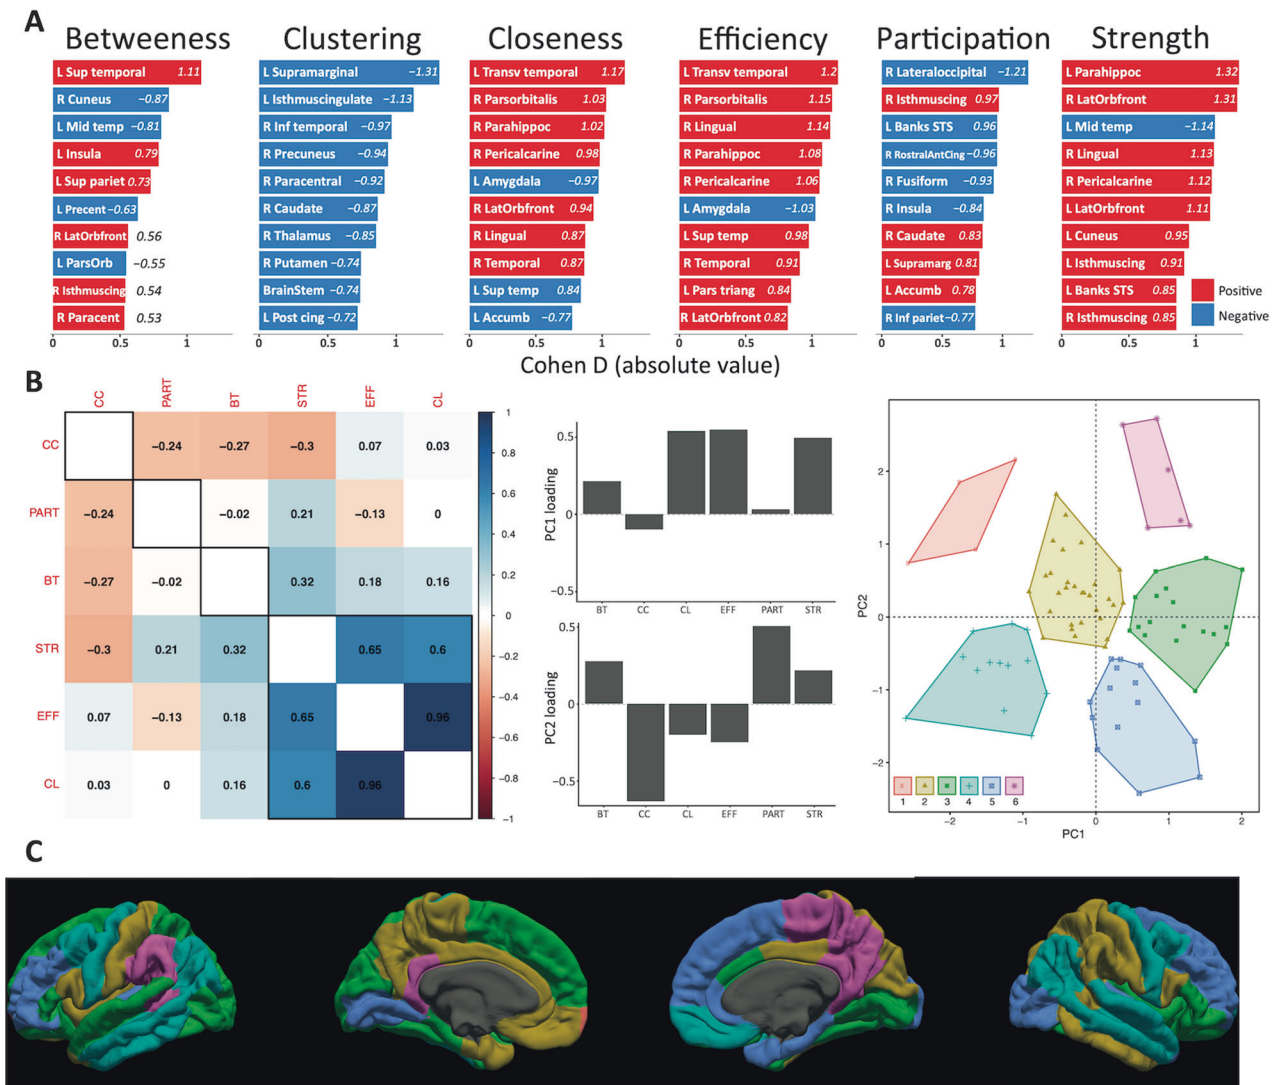 A
Betweeness
Clustering
Closeness
Efficiency
Participation
Strength
L Sup temporal 1.11
R Cuneus −0.87
L Mid temp −0.81
L Insula 0.79
L Sup pariet 0.73
L Precent −0.63
R LatOrbfront 0.56
L ParsOrb −0.55
R Isthmuscing 0.54
R Paracent 0.53
0 0.5 1
L Supramarginal −1.31
L Isthmuscingulate −1.13
R Inf temporal −0.97
R Precuneus −0.94
R Paracentral −0.92
R Caudate −0.87
R Thalamus −0.85
R Putamen −0.74
BrainStem −0.74
L Post cing −0.72
0 0.5 1
L Transv temporal 1.17
R Parsorbitalis 1.03
R Parahippoc 1.02
R Pericalcarine 0.98
L Amygdala −0.97
R LatOrbfront 0.94
R Lingual 0.87
R Temporal 0.87
L Sup temp 0.84
L Accumb −0.77
0 0.5 1
L Transv temporal 1.2
R Parsorbitalis 1.15
R Lingual 1.14
R Parahippoc 1.08
R Pericalcarine 1.06
L Amygdala −1.03
L Sup temp 0.98
R Temporal 0.91
L Pars triang 0.84
R LatOrbfront 0.82
0 0.5 1
R Lateraloccipital −1.21
R Isthmuscing 0.97
L Banks STS 0.96
R RostralAntCing −0.96
R Fusiform −0.93
R Insula −0.84
R Caudate 0.83
L Supramarg 0.81
L Accumb 0.78
R Inf pariet −0.77
0 0.5 1
L Parahippoc 1.32
R LatOrbfront 1.31
L Mid temp −1.14
R Lingual 1.13
R Pericalcarine 1.12
L LatOrbfront 1.11
L Cuneus 0.95
L Isthmuscing 0.91
L Banks STS 0.85
R Isthmuscing 0.85
0 0.5 1
Positive
Negative
Cohen D (absolute value)
B
CC PART BT STR EFF CL
CC −0.24 −0.27 −0.3 0.07 0.03
PART −0.24 −0.02 0.21 −0.13 0
BT −0.27 −0.02 0.32 0.18 0.16
STR −0.3 0.21 0.32 0.65 0.6
EFF 0.07 −0.13 0.18 0.65 0.96
CL 0.03 0 0.16 0.6 0.96
1
0.8
0.6
0.4
0.2
0
−0.2
−0.4
−0.6
−0.8
−1
PC1 loading
0.5
0
−0.5
BT CC CL EFF PART STR
PC2 loading
0.5
0
−0.5
BT CC CL EFF PART STR
PC2
2
1
0
−1
−2
1 2 3 4 5 6
−2 −1 0 1 2
PC1
C